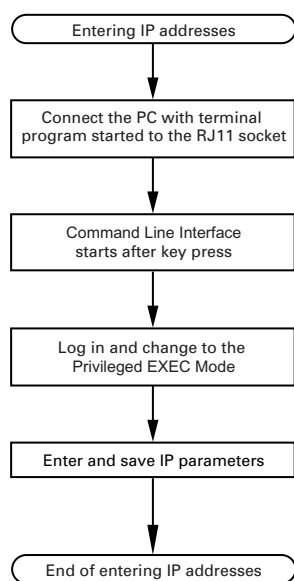 Entering IP addresses
Connect the PC with terminal
program started to the RJ11 socket
Command Line Interface
starts after key press
Log in and change to the
Privileged EXEC Mode
Enter and save IP parameters
End of entering IP addresses